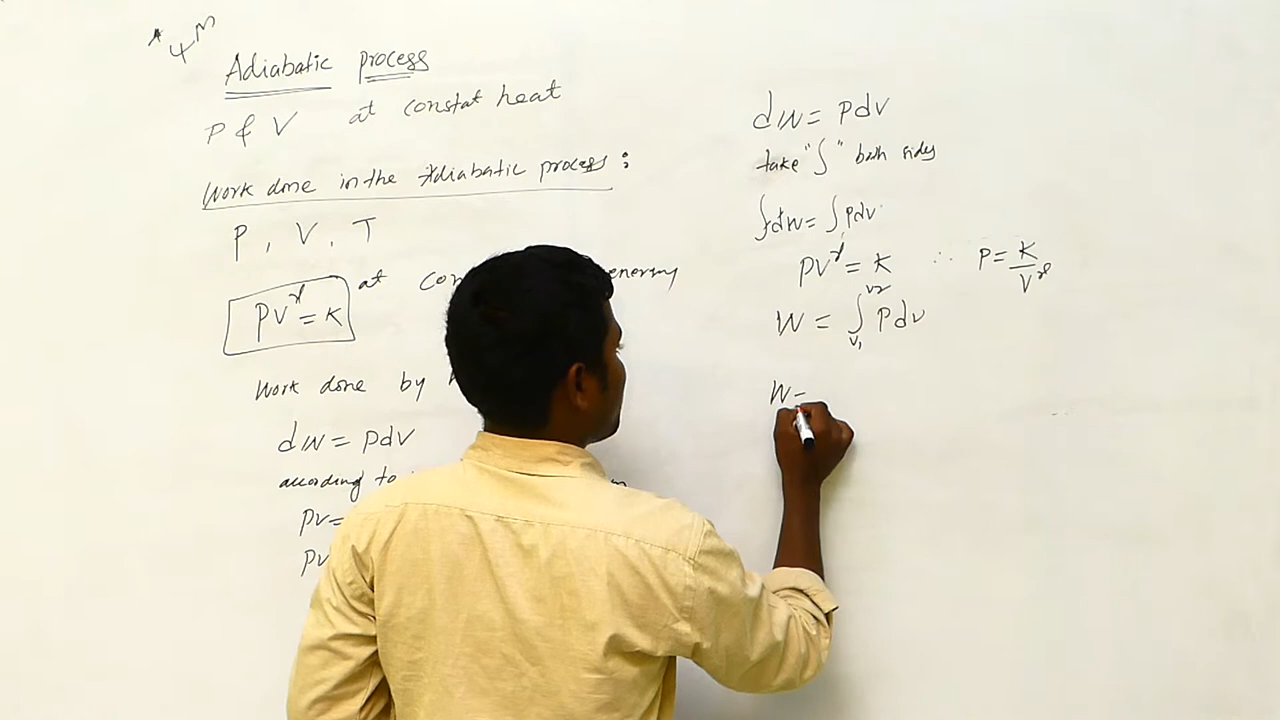 * 4M
Adiabatic process
P & V at constat heat
Work done in the Adiabatic process :
P , V , T
at energy
PV^γ = K
Work done by
dW = PdV
according to
PV=
PV
dW = PdV
take "∫" both sides
∫dW = ∫PdV
PV^γ = K ∴ P = K/V^γ
W = ∫_{V1}^{V2} Pdv
W =